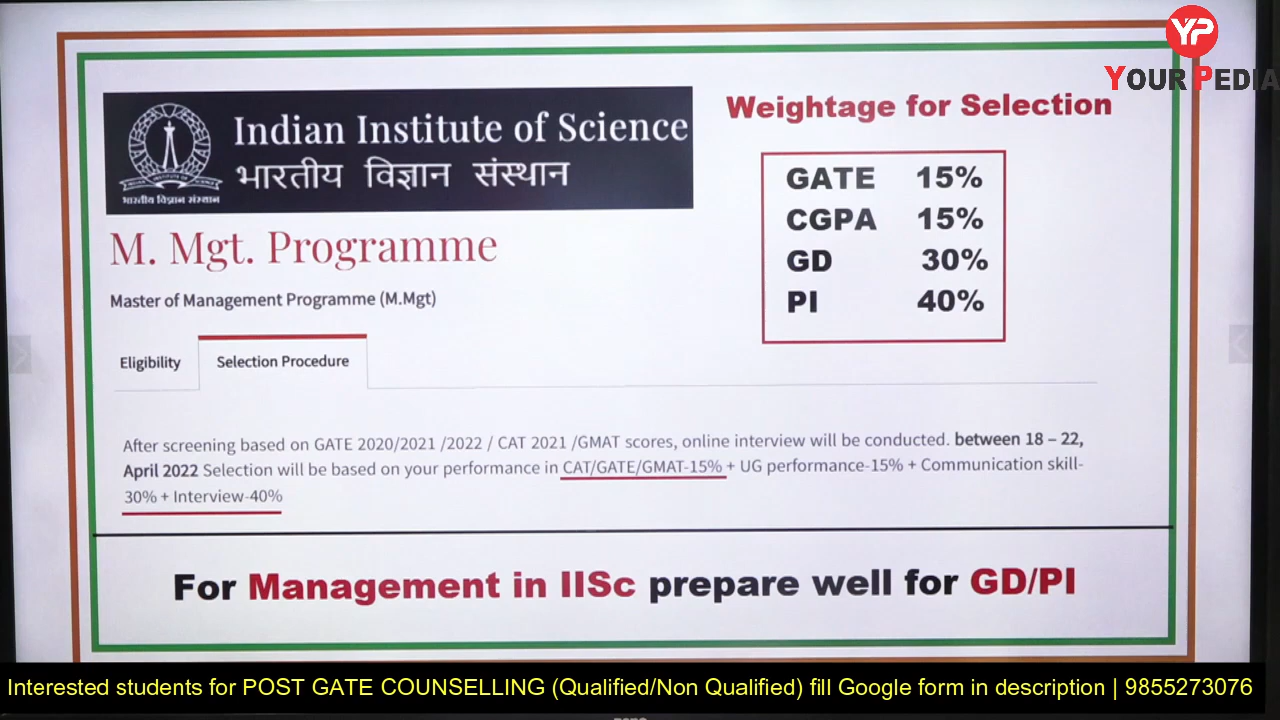 YP
YOUR PEDIA
Indian Institute of Science
भारतीय विज्ञान संस्थान
भारतीय विज्ञान संस्थान
Weightage for Selection
GATE 15%
CGPA 15%
GD 30%
PI 40%
M. Mgt. Programme
Master of Management Programme (M.Mgt)
Eligibility
Selection Procedure
After screening based on GATE 2020/2021 /2022 / CAT 2021 /GMAT scores, online interview will be conducted. between 18 – 22,
April 2022 Selection will be based on your performance in CAT/GATE/GMAT-15% + UG performance-15% + Communication skill-
30% + Interview-40%
For Management in IISc prepare well for GD/PI
Interested students for POST GATE COUNSELLING (Qualified/Non Qualified) fill Google form in description | 9855273076